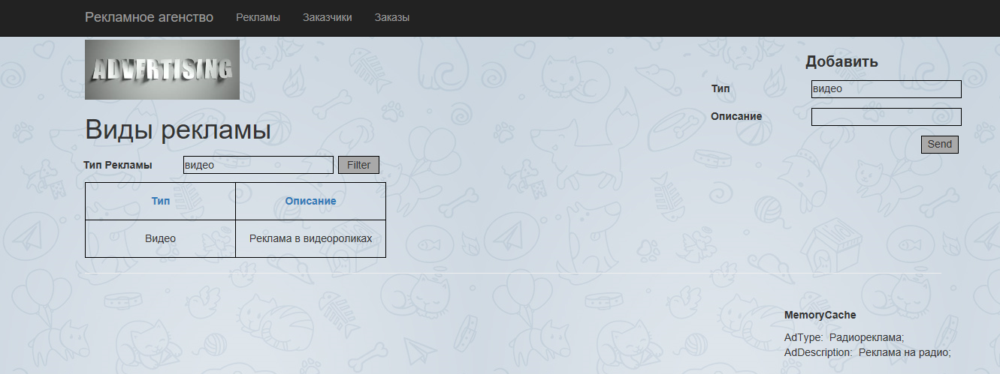 Рекламное агенство Рекламы Заказчики Заказы
ADVERTISING
Добавить
Тип видео
Описание
Send
Виды рекламы
Тип Рекламы видео Filter
Тип Описание
Видео Реклама в видеороликах
MemoryCache
AdType: Радиореклама;
AdDescription: Реклама на радио;